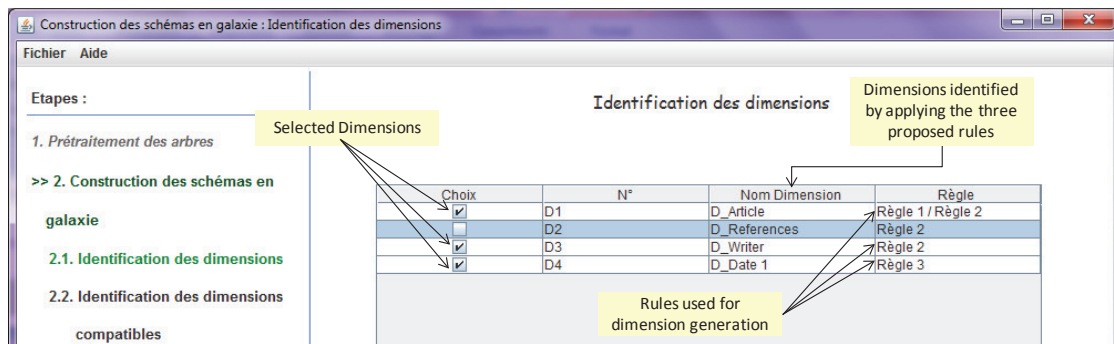 Construction des schémas en galaxie : Identification des dimensions
Fichier Aide
Etapes :
1. Prétraitement des arbres
>> 2. Construction des schémas en
galaxie
2.1. Identification des dimensions
2.2. Identification des dimensions
compatibles
Selected Dimensions
Identification des dimensions
Dimensions identified
by applying the three
proposed rules
Choix N° Nom Dimension Règle
D1 D_Article Règle 1 / Règle 2
D2 D_References Règle 2
D3 D_Writer Règle 2
D4 D_Date 1 Règle 3
Rules used for
dimension generation